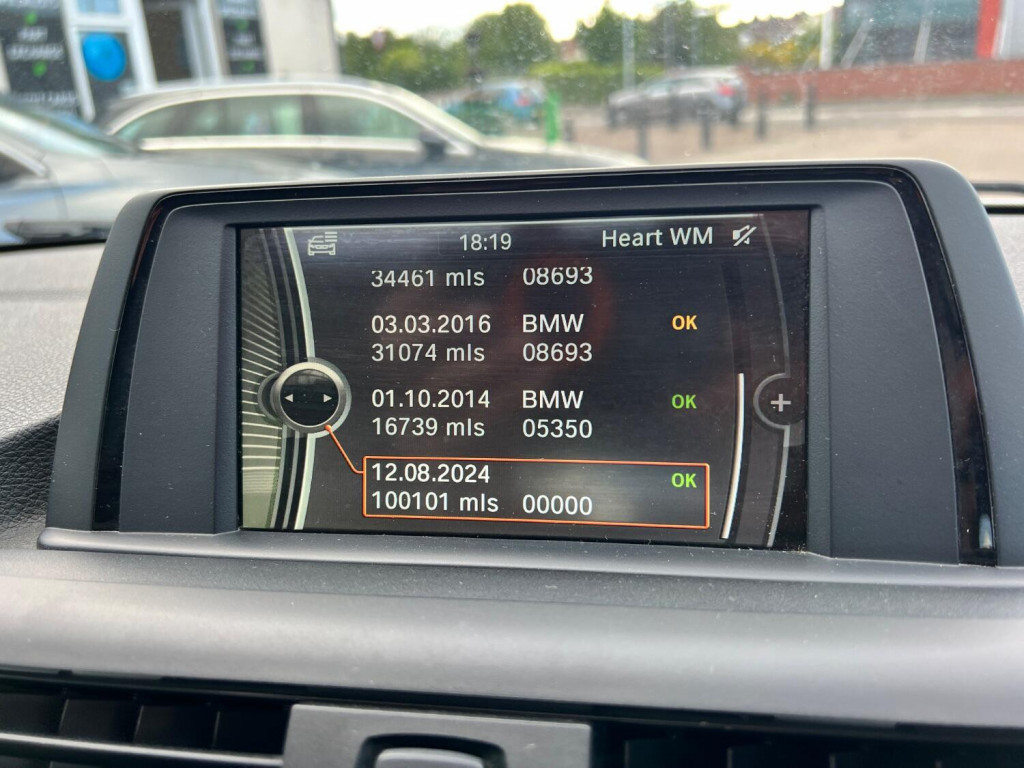 18:19 Heart WM
34461 mls 08693
03.03.2016 BMW OK
31074 mls 08693
01.10.2014 BMW OK
16739 mls 05350
12.08.2024 OK
100101 mls 00000
+